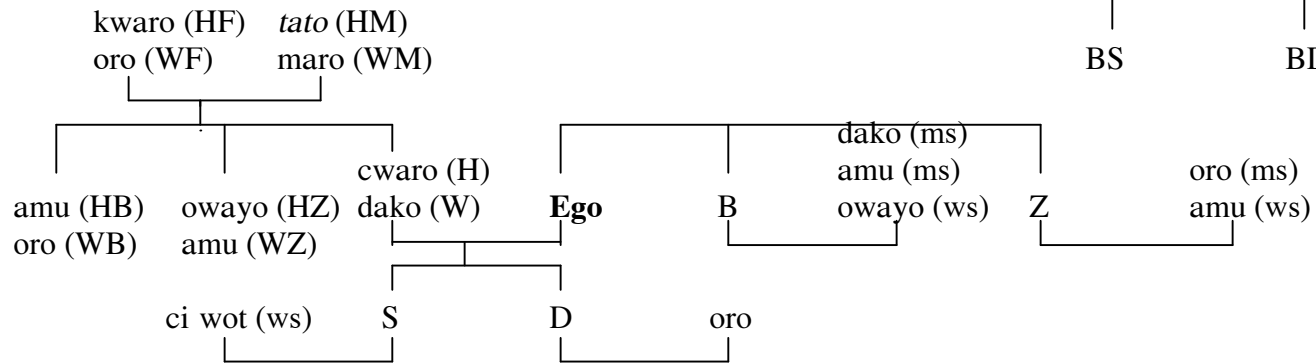 kwaro (HF) tato (HM)
oro (WF) maro (WM)
BS
cwaro (H)
dako (ms)
amu (HB) owayo (HZ) dako (W) Ego B
amu (ms)
owayo (ws) Z
oro (ms)
amu (ws)
oro (WB) amu (WZ)
ci wot (ws) S D oro